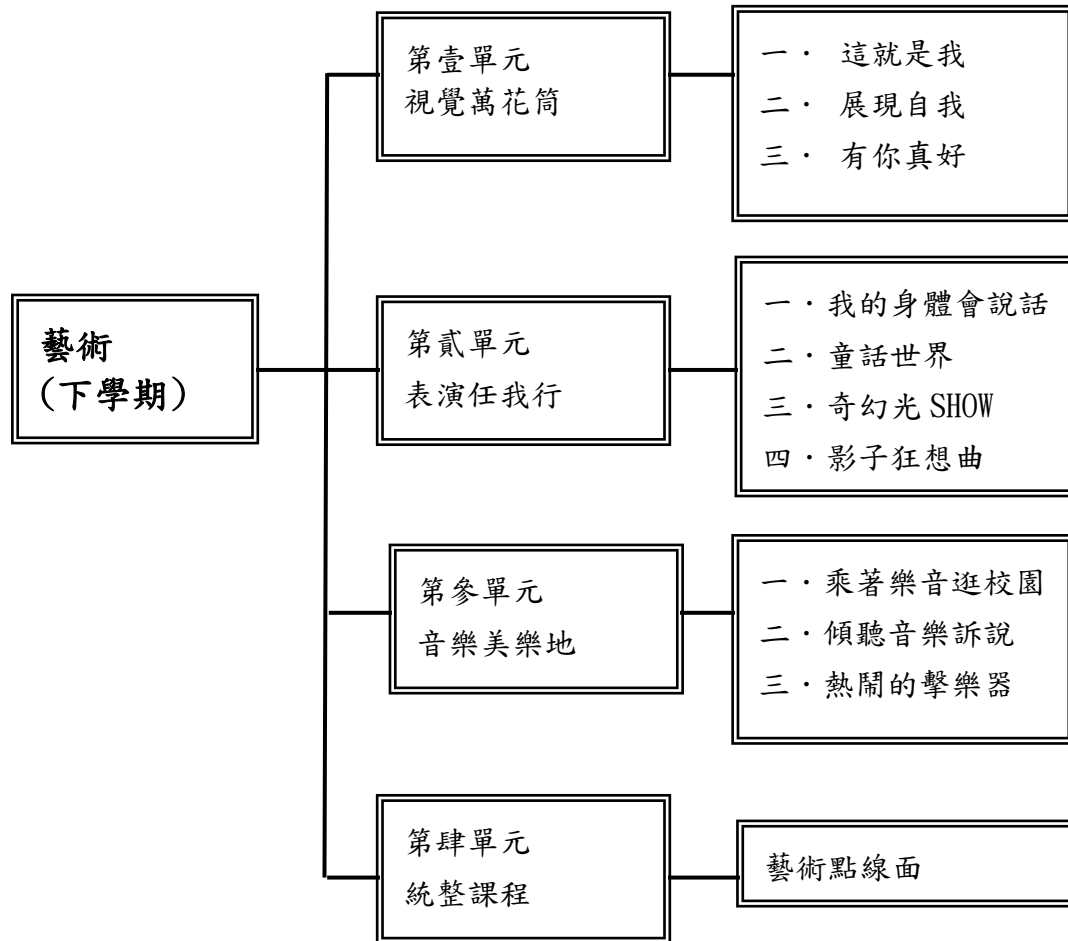 藝術
(下學期)
第壹單元
視覺萬花筒
一． 這就是我
二． 展現自我
三． 有你真好
第貳單元
表演任我行
一．我的身體會說話
二．童話世界
三．奇幻光 SHOW
四．影子狂想曲
第參單元
音樂美樂地
一．乘著樂音逛校園
二．傾聽音樂訴說
三．熱鬧的擊樂器
第肆單元
統整課程
藝術點線面